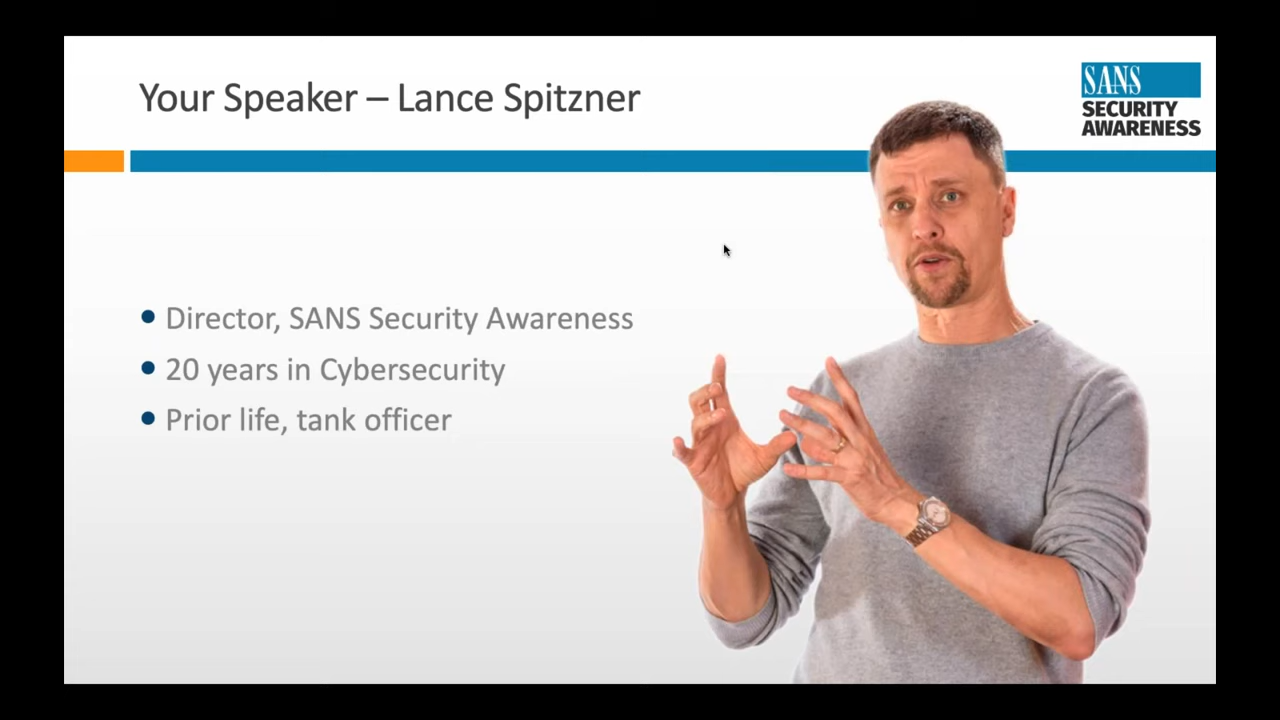 Your Speaker – Lance Spitzner
SANS
SECURITY
AWARENESS
Director, SANS Security Awareness
20 years in Cybersecurity
Prior life, tank officer